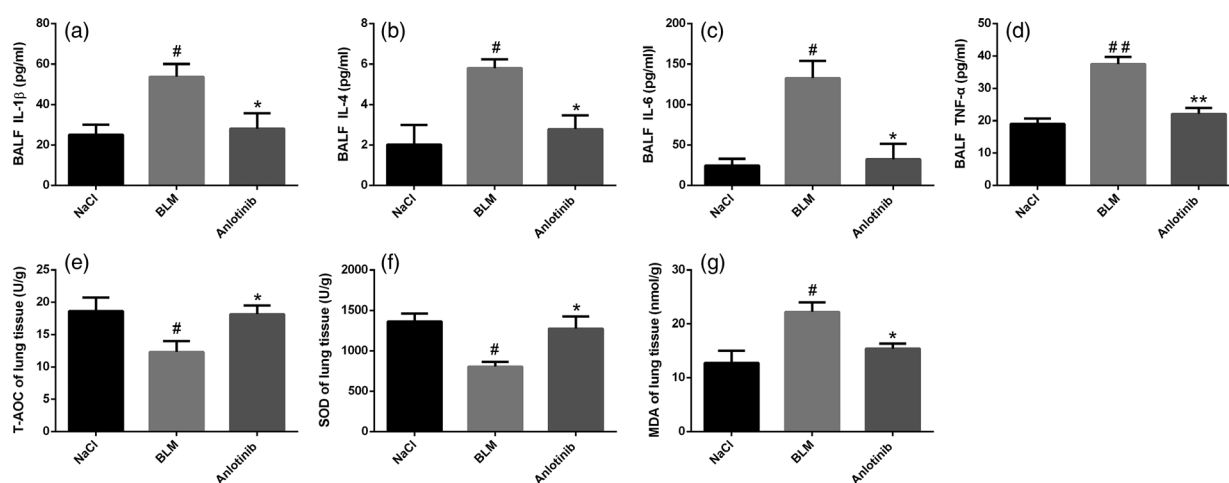 (a)
BALF IL-1β (pg/ml)
80
60
40
20
0
#
*
NaCl
BLM
Anlotinib
(b)
BALF IL-4 (pg/ml)
8
6
4
2
0
#
*
NaCl
BLM
Anlotinib
(c)
BALF IL-6 (pg/ml)l
200
150
100
50
0
#
*
NaCl
BLM
Anlotinib
(d)
BALF TNF-α (pg/ml)
50
40
30
20
10
0
##
**
NaCl
BLM
Anlotinib
(e)
T-AOC of lung tissue (U/g)
25
20
15
10
5
0
#
*
NaCl
BLM
Anlotinib
(f)
SOD of lung tissue (U/g)
2000
1500
1000
500
0
#
*
NaCl
BLM
Anlotinib
(g)
MDA of lung tissue (nmol/g)
30
20
10
0
#
*
NaCl
BLM
Anlotinib